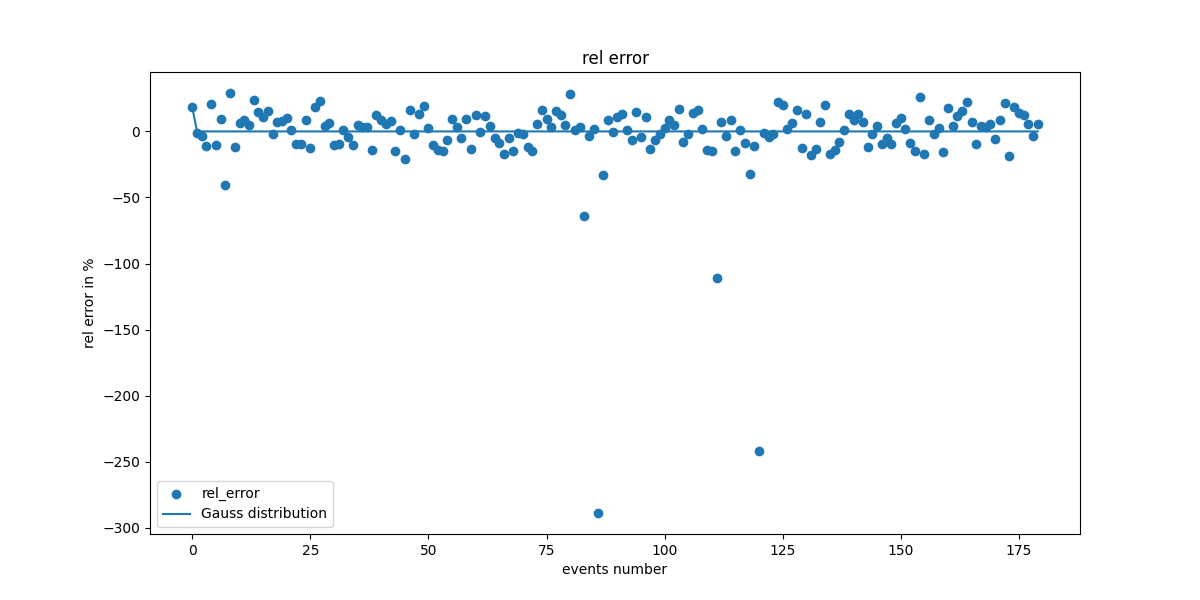 rel error
rel error in %
0
−50
−100
−150
−200
−250
−300
rel_error
Gauss distribution
0 25 50 75 100 125 150 175
events number